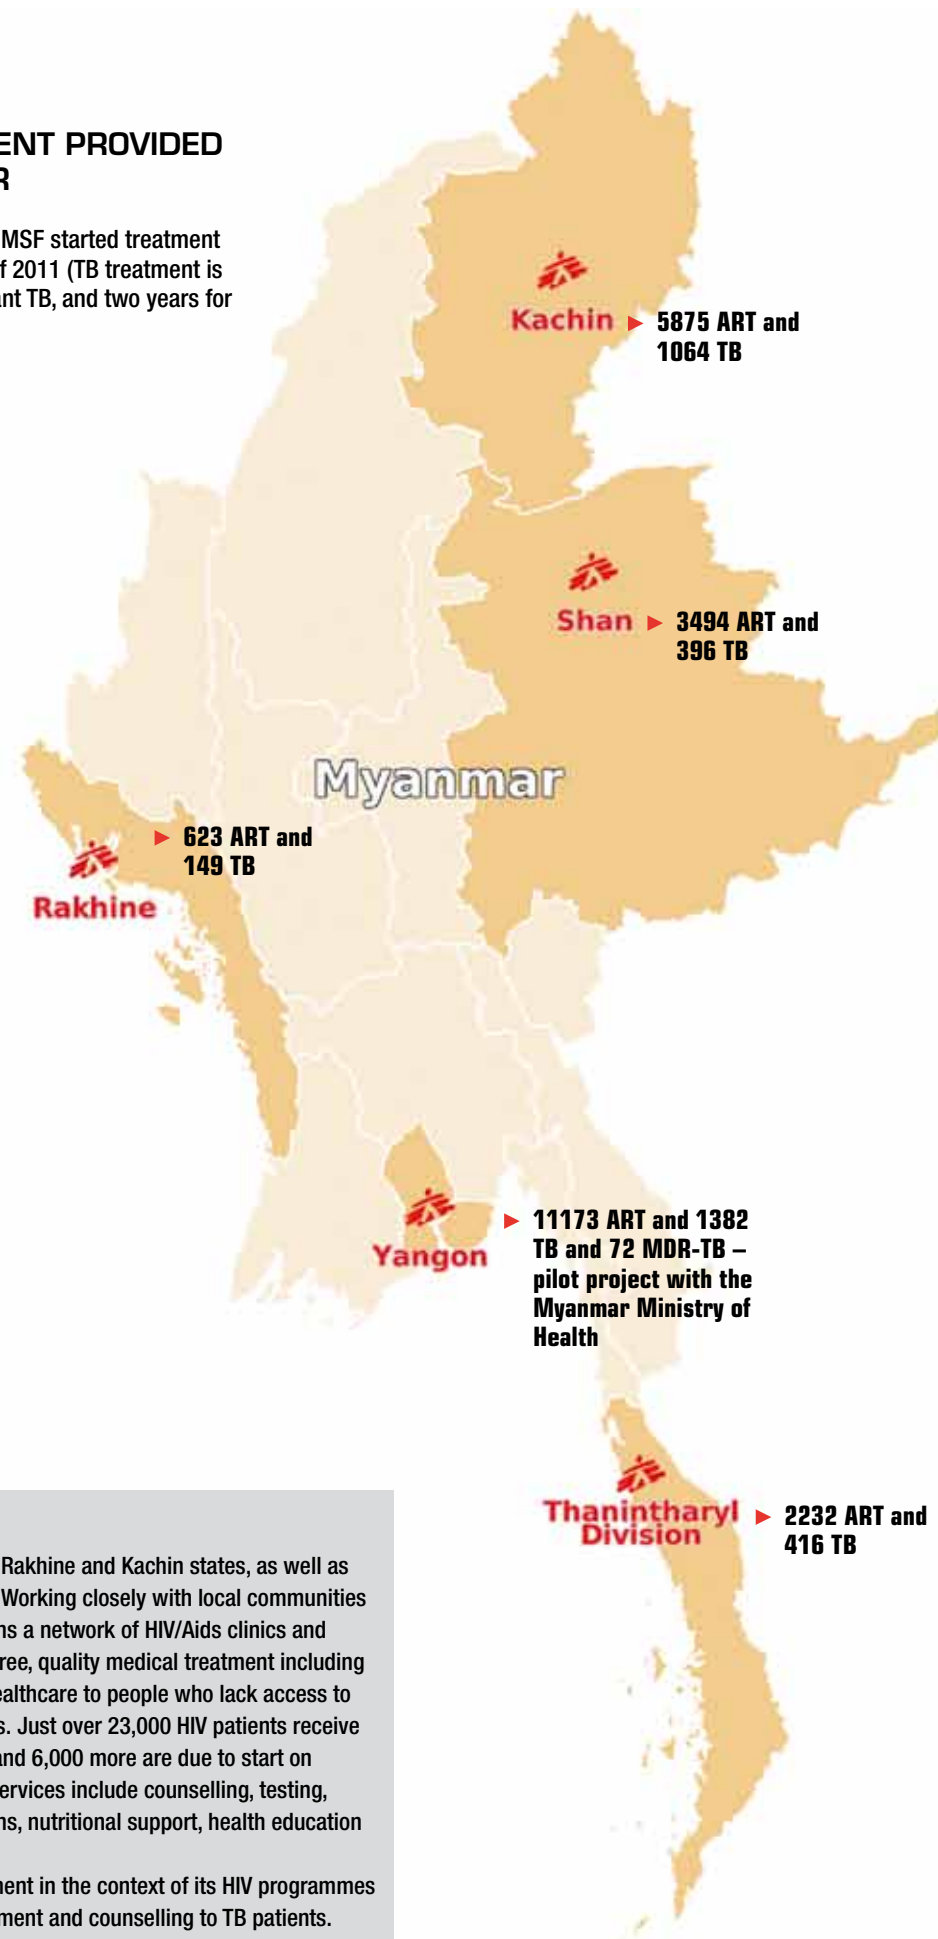 ENT PROVIDED
R
MSF started treatment
f 2011 (TB treatment is
ant TB, and two years for
Kachin
5875 ART and
1064 TB
Shan
3494 ART and
396 TB
Myanmar
623 ART and
149 TB
Rakhine
Yangon
11173 ART and 1382
TB and 72 MDR-TB –
pilot project with the
Myanmar Ministry of
Health
Thanintharyl
Division
2232 ART and
416 TB
Rakhine and Kachin states, as well as
Working closely with local communities
ns a network of HIV/Aids clinics and
free, quality medical treatment including
ealthcare to people who lack access to
s. Just over 23,000 HIV patients receive
and 6,000 more are due to start on
ervices include counselling, testing,
ns, nutritional support, health education
nent in the context of its HIV programmes
ment and counselling to TB patients.